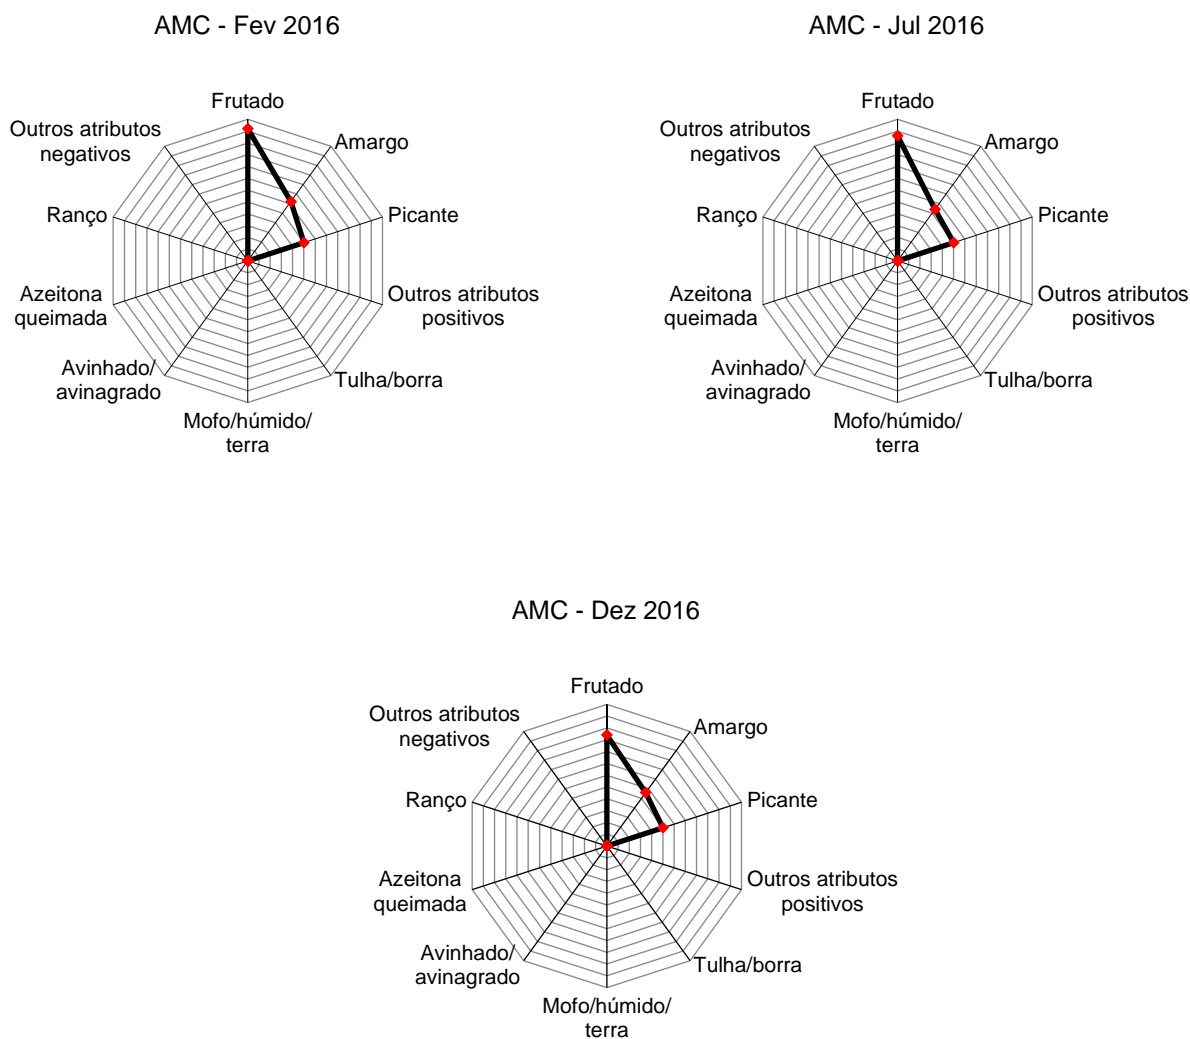 AMC - Fev 2016
Frutado
Outros atributos
negativos
Amargo
Ranço
Picante
Azeitona
queimada
Outros atributos
positivos
Avinhado/
avinagrado
Tulha/borra
Mofo/húmido/
terra
AMC - Jul 2016
Frutado
Outros atributos
negativos
Amargo
Ranço
Picante
Azeitona
queimada
Outros atributos
positivos
Avinhado/
avinagrado
Tulha/borra
Mofo/húmido/
terra
AMC - Dez 2016
Frutado
Outros atributos
negativos
Amargo
Ranço
Picante
Azeitona
queimada
Outros atributos
positivos
Avinhado/
avinagrado
Tulha/borra
Mofo/húmido/
terra